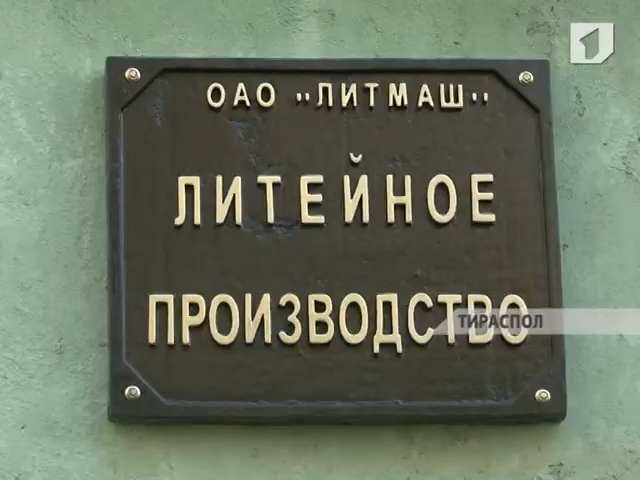 1
ОАО "ЛИТМАШ"
ЛИТЕЙНОЕ
ПРОИЗВОДСТВО
ТИРАСПОЛ